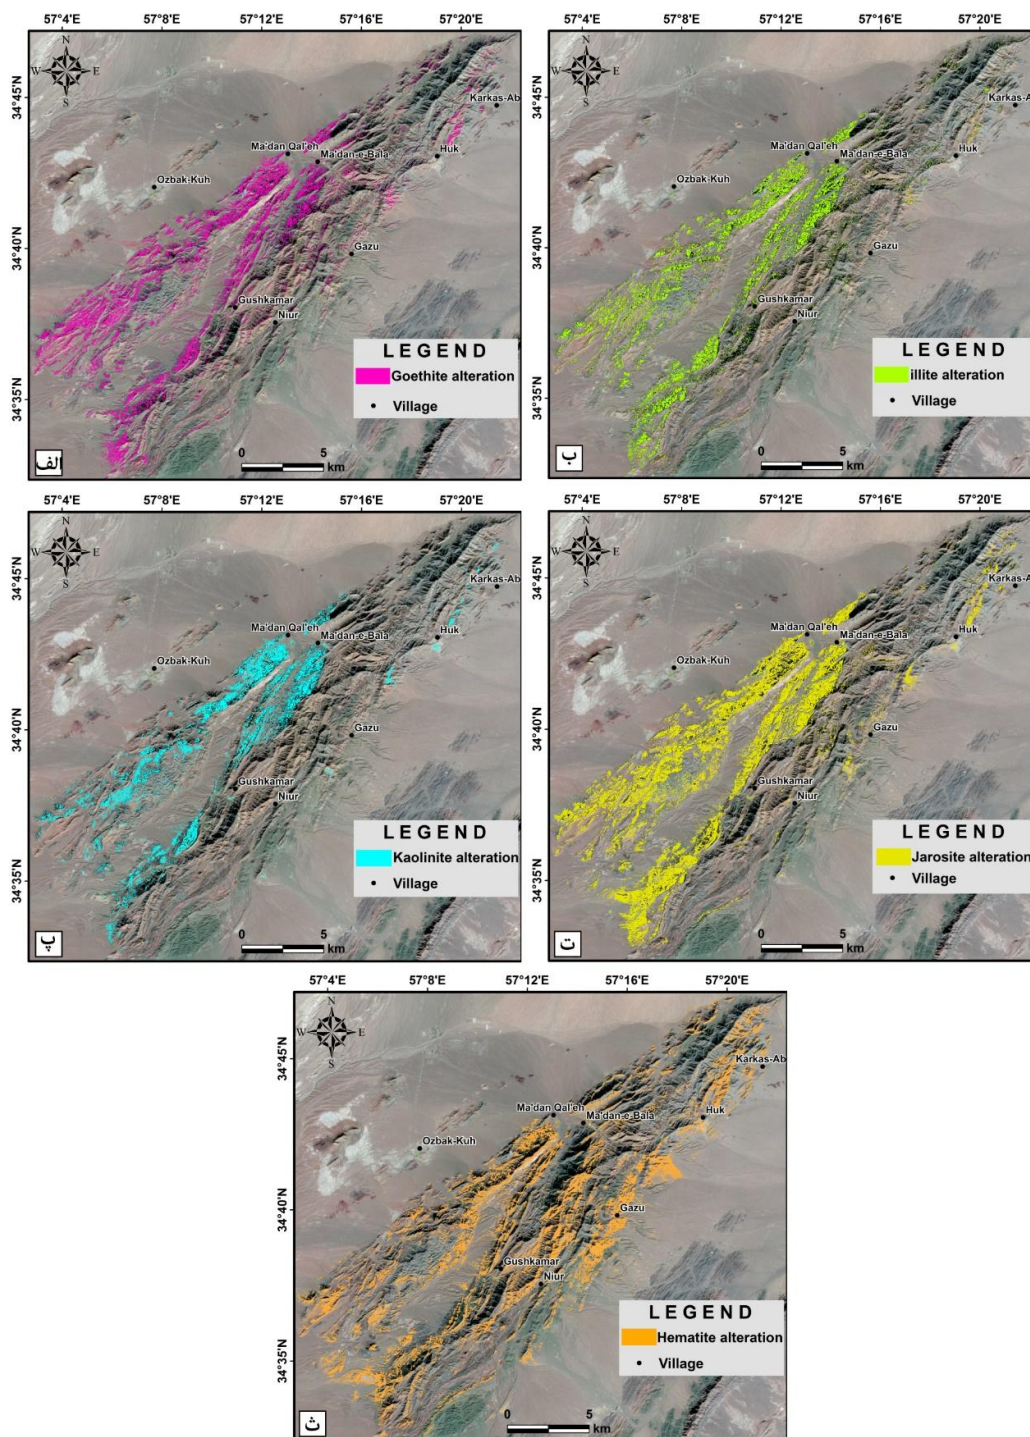 57°4'E 57°8'E 57°12'E 57°16'E 57°20'E
34°45'N
34°40'N
34°35'N
N
W E
S
Karkas-Ab
Ma'dan Qal'eh
Ma'dan-e-Bala
Huk
Ozbak-Kuh
Gazu
Gushkamar
Niur
LEGEND
Goethite alteration
Village
0 5
km
الف
57°4'E 57°8'E 57°12'E 57°16'E 57°20'E
34°45'N
34°40'N
34°35'N
N
W E
S
Karkas-A
Ma'dan Qal'eh
Ma'dan-e-Bala
Huk
Ozbak-Kuh
Gazu
Gushkamar
Niur
LEGEND
illite alteration
Village
0 5
km
ب
57°4'E 57°8'E 57°12'E 57°16'E 57°20'E
34°45'N
34°40'N
34°35'N
N
W E
S
Karkas-Ab
Ma'dan Qal'eh
Ma'dan-e-Bala
Huk
Ozbak-Kuh
Gazu
Gushkamar
Niur
LEGEND
Kaolinite alteration
Village
0 5
km
پ
57°4'E 57°8'E 57°12'E 57°16'E 57°20'E
34°45'N
34°40'N
34°35'N
N
W E
S
Karkas-A
Ma'dan Qal'eh
Ma'dan-e-Bala
Huk
Ozbak-Kuh
Gazu
Gushkamar
Niur
LEGEND
Jarosite alteration
Village
0 5
km
ت
57°4'E 57°8'E 57°12'E 57°16'E 57°20'E
34°45'N
34°40'N
34°35'N
N
W E
S
Karkas-Ab
Ma'dan Qal'eh
Ma'dan-e-Bala
Huk
Ozbak-Kuh
Gazu
Gushkamar
Niur
LEGEND
Hematite alteration
Village
0 5
km
ث